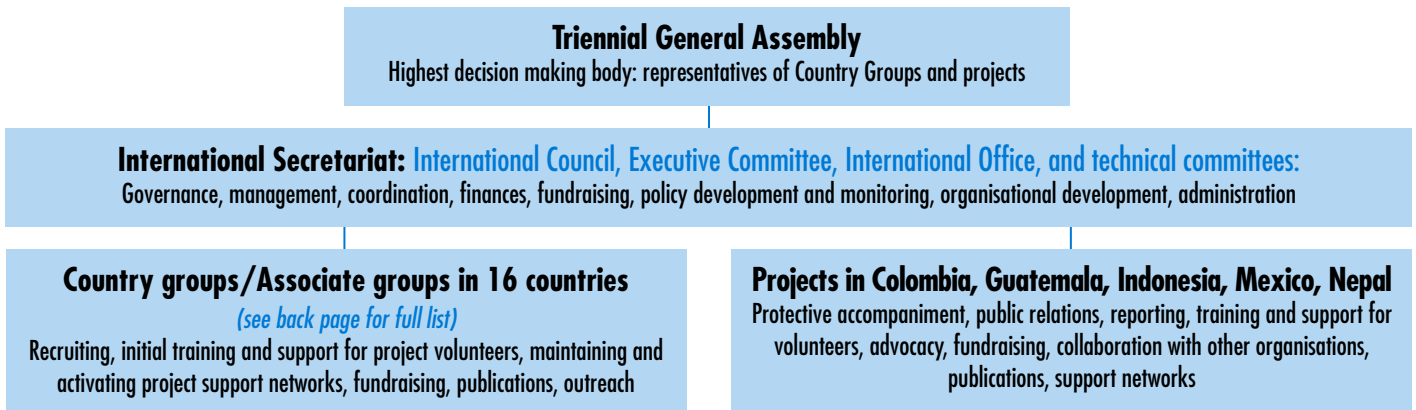 Triennial General Assembly
Highest decision making body: representatives of Country Groups and projects
International Secretariat: International Council, Executive Committee, International Office, and technical committees:
Governance, management, coordination, finances, fundraising, policy development and monitoring, organisational development, administration
Country groups/Associate groups in 16 countries
(see back page for full list)
Recruiting, initial training and support for project volunteers, maintaining and
activating project support networks, fundraising, publications, outreach
Projects in Colombia, Guatemala, Indonesia, Mexico, Nepal
Protective accompaniment, public relations, reporting, training and support for
volunteers, advocacy, fundraising, collaboration with other organisations,
publications, support networks